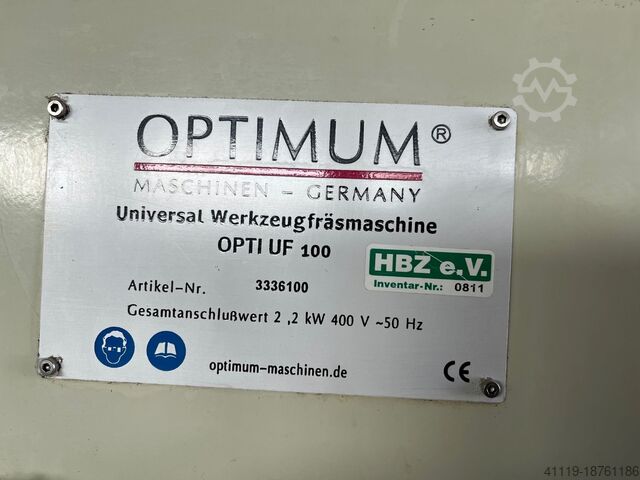 OPTIMUM®
MASCHINEN – GERMANY
Universal Werkzeugfräsmaschine
OPTI UF 100
HBZ e.V.
Inventar-Nr.: 0811
Artikel-Nr. 3336100
Gesamtanschlußwert 2 ,2 kW 400 V ~50 Hz
optimum-maschinen.de
CE
41119-18761186